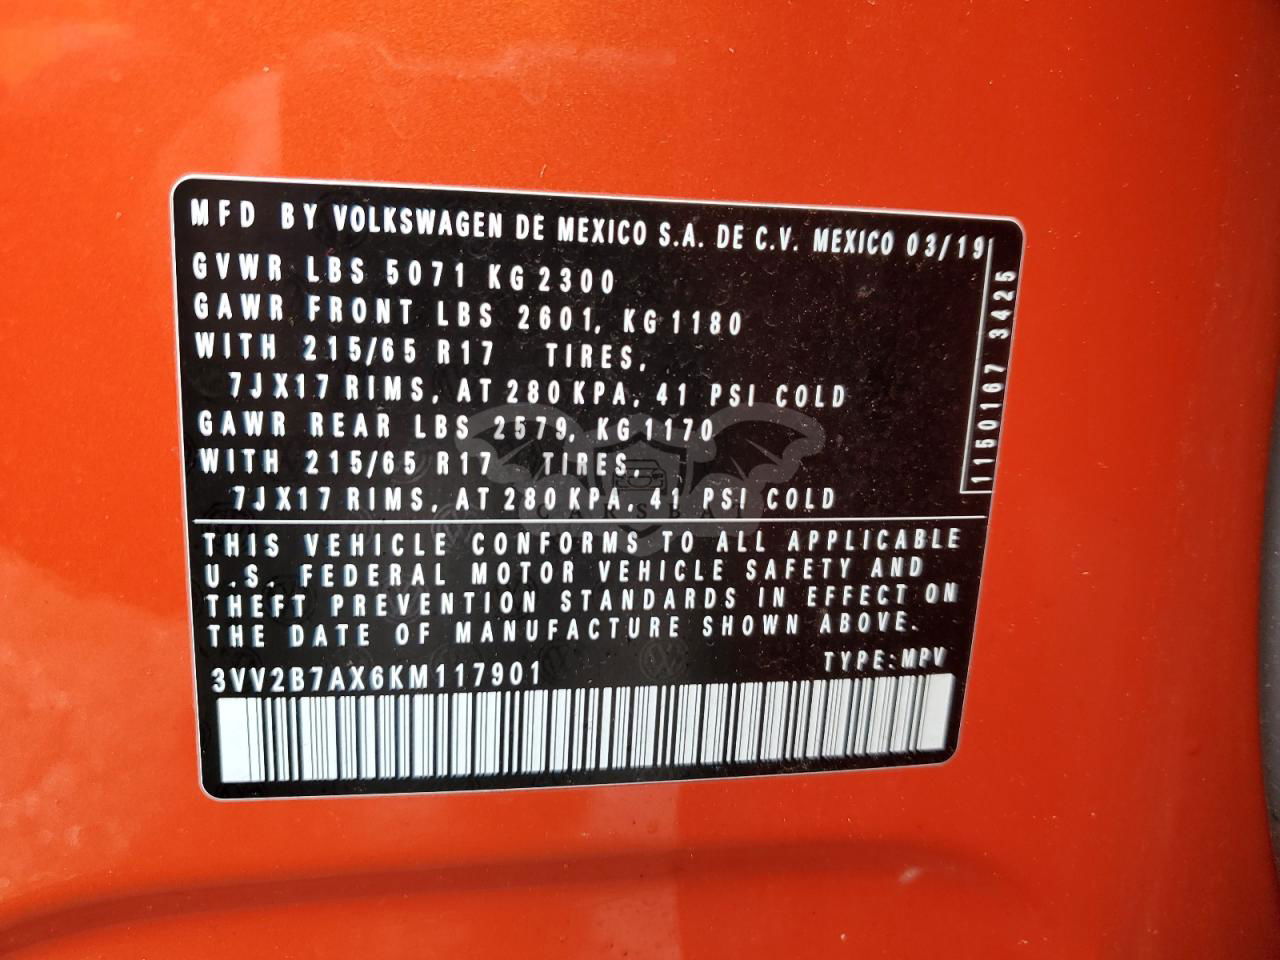 MFD BY VOLKSWAGEN DE MEXICO S.A. DE C.V. MEXICO 03/19
GVWR LBS 5071 KG 2300
GAWR FRONT LBS 2601, KG 1180
WITH 215/65 R17 TIRES,
7JX17 RIMS, AT 280 KPA, 41 PSI COLD
GAWR REAR LBS 2579, KG 1170
WITH 215/65 R17 TIRES,
7JX17 RIMS, AT 280 KPA, 41 PSI COLD
1150167 3425
CARSBAT
THIS VEHICLE CONFORMS TO ALL APPLICABLE
U.S. FEDERAL MOTOR VEHICLE SAFETY AND
THEFT PREVENTION STANDARDS IN EFFECT ON
THE DATE OF MANUFACTURE SHOWN ABOVE.
3VV2B7AX6KM117901 TYPE:MPV